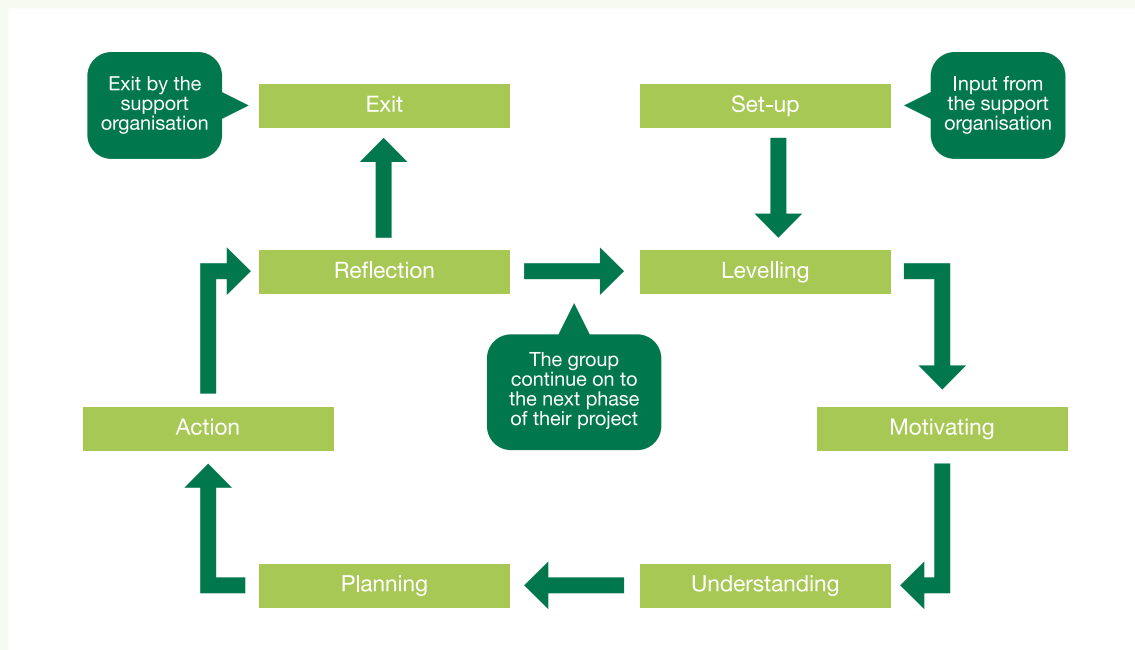 Exit by the
support
organisation
Exit
Set-up
Input from
the support
organisation
Reflection
Levelling
The group
continue on to
the next phase
of their project
Action
Motivating
Planning
Understanding